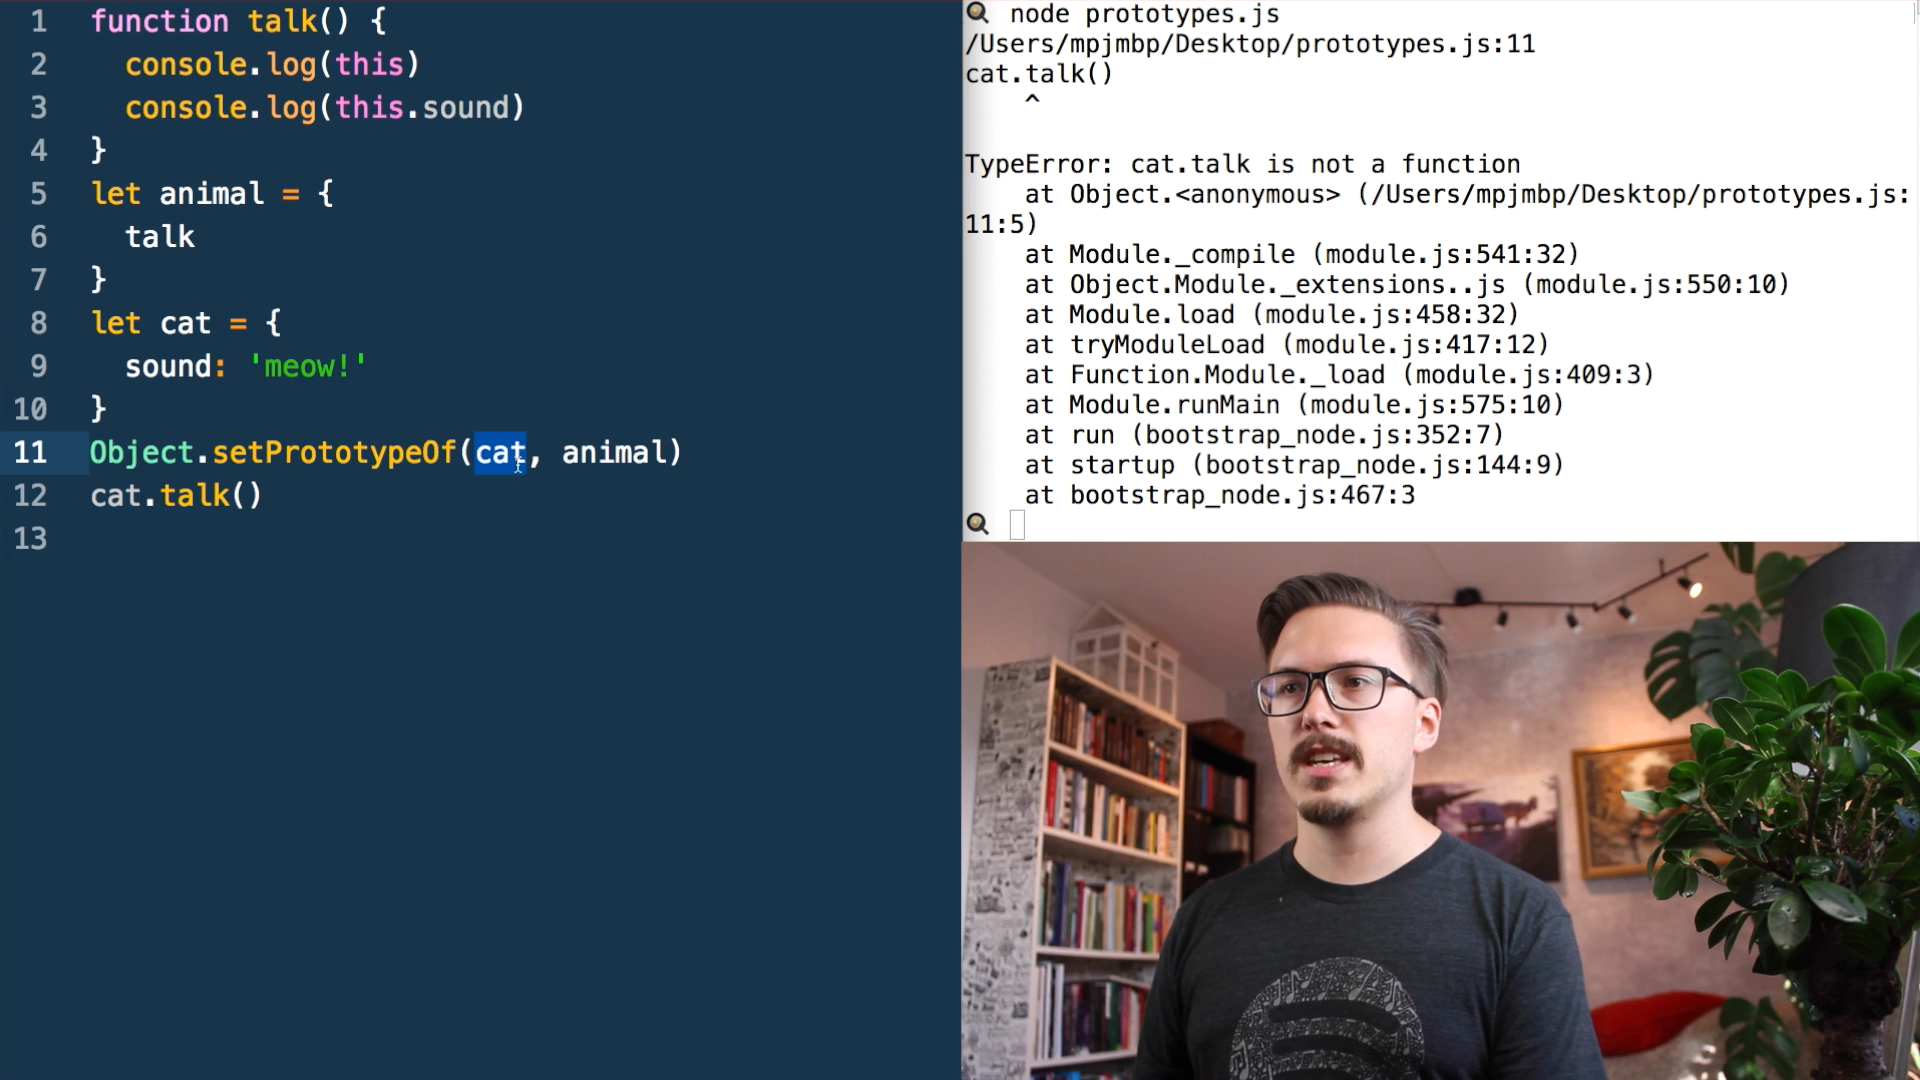 1 function talk() {
2 console.log(this)
3 console.log(this.sound)
4 }
5 let animal = {
6 talk
7 }
8 let cat = {
9 sound: 'meow!'
10 }
11 Object.setPrototypeOf(cat, animal)
12 cat.talk()
13
node prototypes.js
/Users/mpjmbp/Desktop/prototypes.js:11
cat.talk()
^
TypeError: cat.talk is not a function
at Object.<anonymous> (/Users/mpjmbp/Desktop/prototypes.js:
11:5)
at Module._compile (module.js:541:32)
at Object.Module._extensions..js (module.js:550:10)
at Module.load (module.js:458:32)
at tryModuleLoad (module.js:417:12)
at Function.Module._load (module.js:409:3)
at Module.runMain (module.js:575:10)
at run (bootstrap_node.js:352:7)
at startup (bootstrap_node.js:144:9)
at bootstrap_node.js:467:3